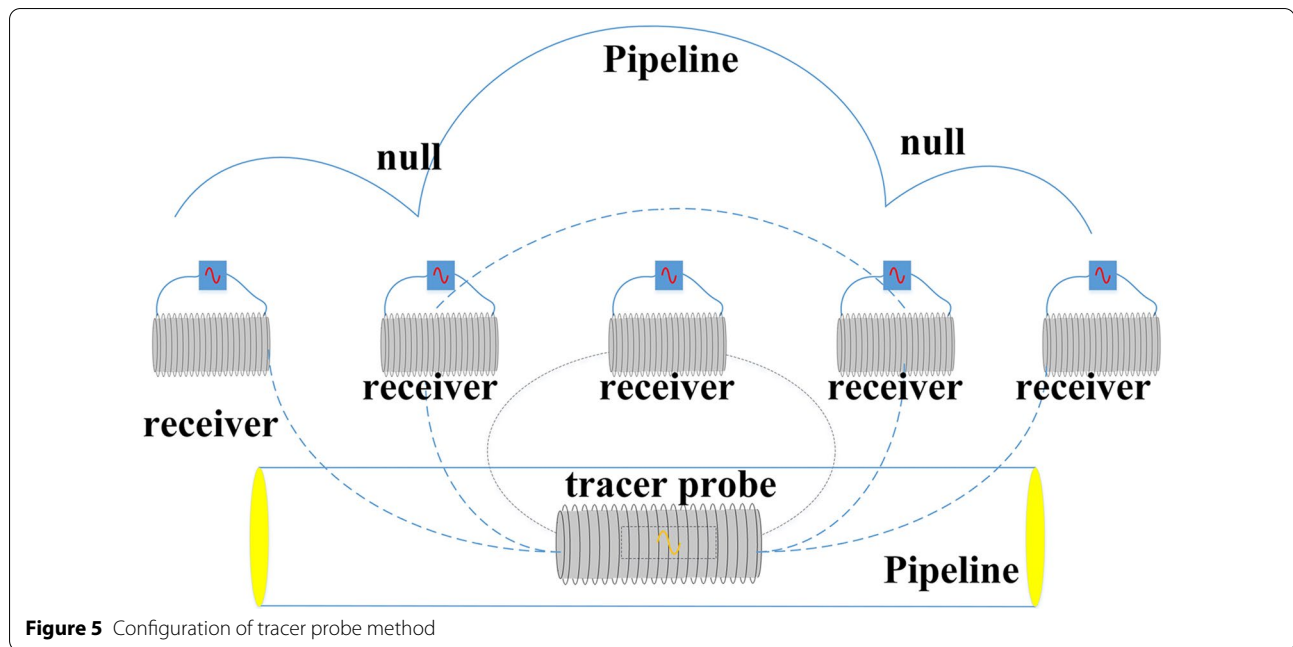 Pipeline
null
null
receiver
receiver
receiver
receiver
receiver
tracer probe
Pipeline
Figure 5 Configuration of tracer probe method